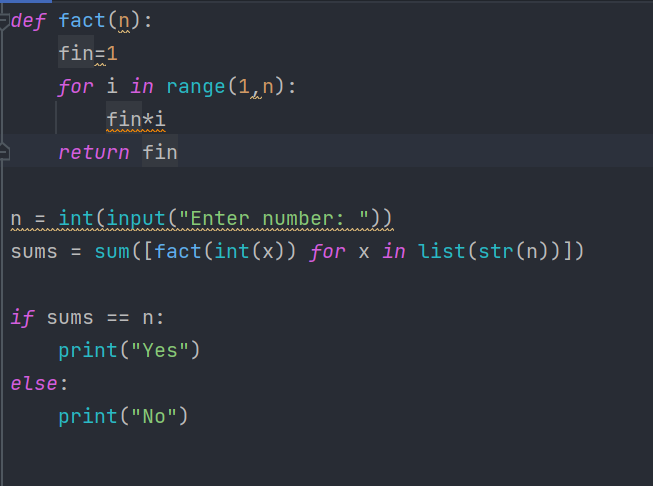 def fact(n):
    fin=1
    for i in range(1,n):
        fin*i
    return fin

n = int(input("Enter number: "))
sums = sum([fact(int(x)) for x in list(str(n))])

if sums == n:
    print("Yes")
else:
    print("No")